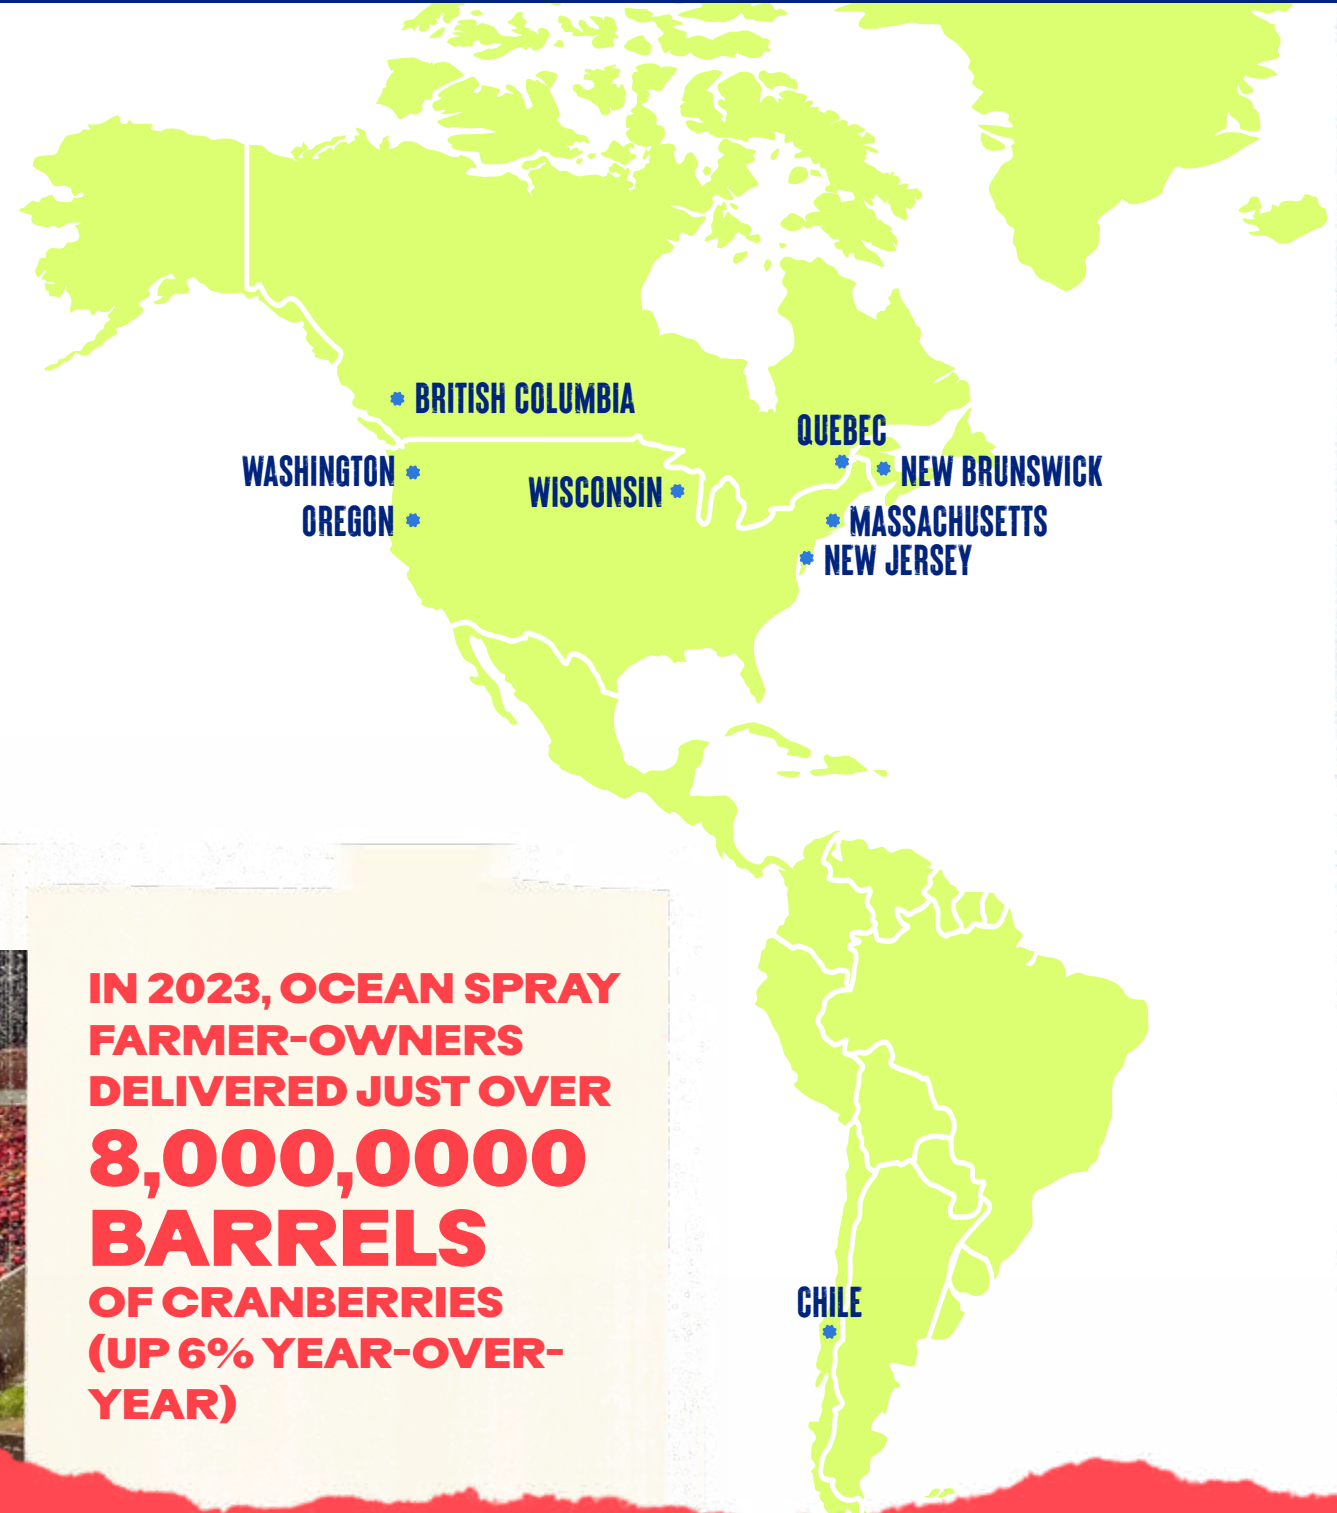 BRITISH COLUMBIA
QUEBEC
WASHINGTON
NEW BRUNSWICK
WISCONSIN
OREGON
MASSACHUSETTS
NEW JERSEY
IN 2023, OCEAN SPRAY
FARMER-OWNERS
DELIVERED JUST OVER
8,000,0000
BARRELS
OF CRANBERRIES
(UP 6% YEAR-OVER-
YEAR)
CHILE